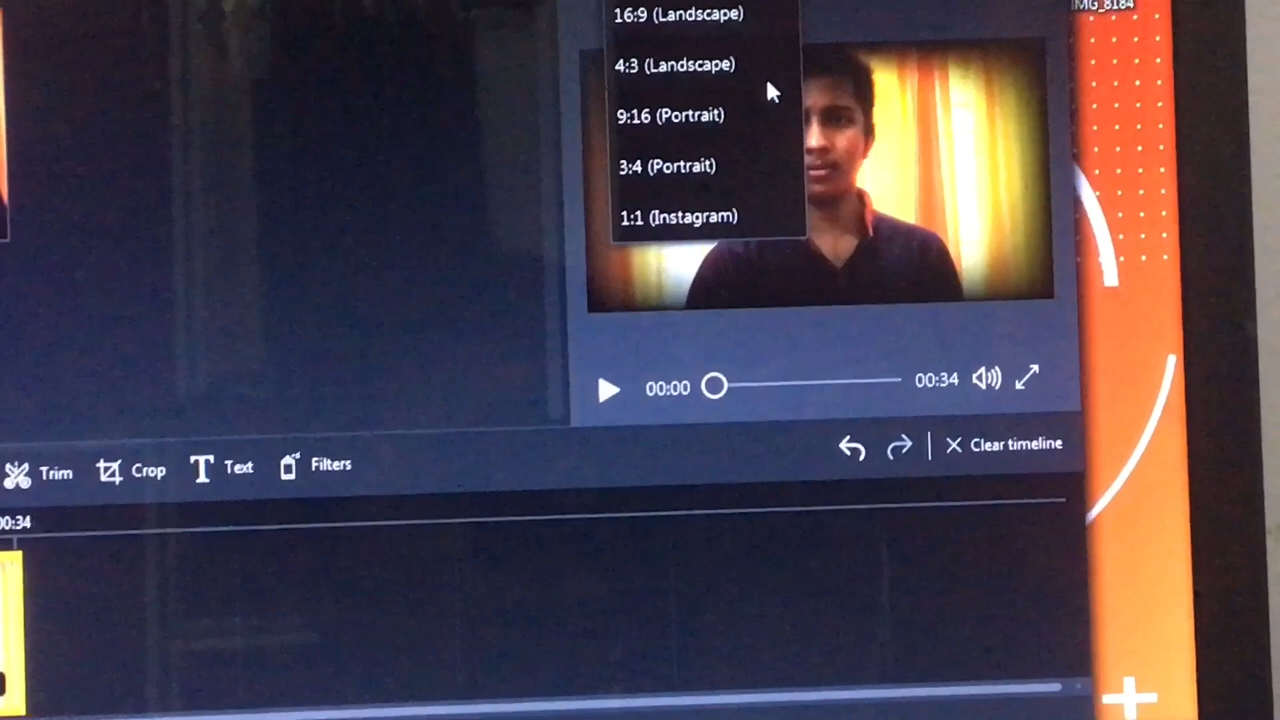 IMG_8184
16:9 (Landscape)
4:3 (Landscape)
9:16 (Portrait)
3:4 (Portrait)
1:1 (Instagram)
00:00
00:34
Trim
Crop
Text
Filters
Clear timeline
00:34